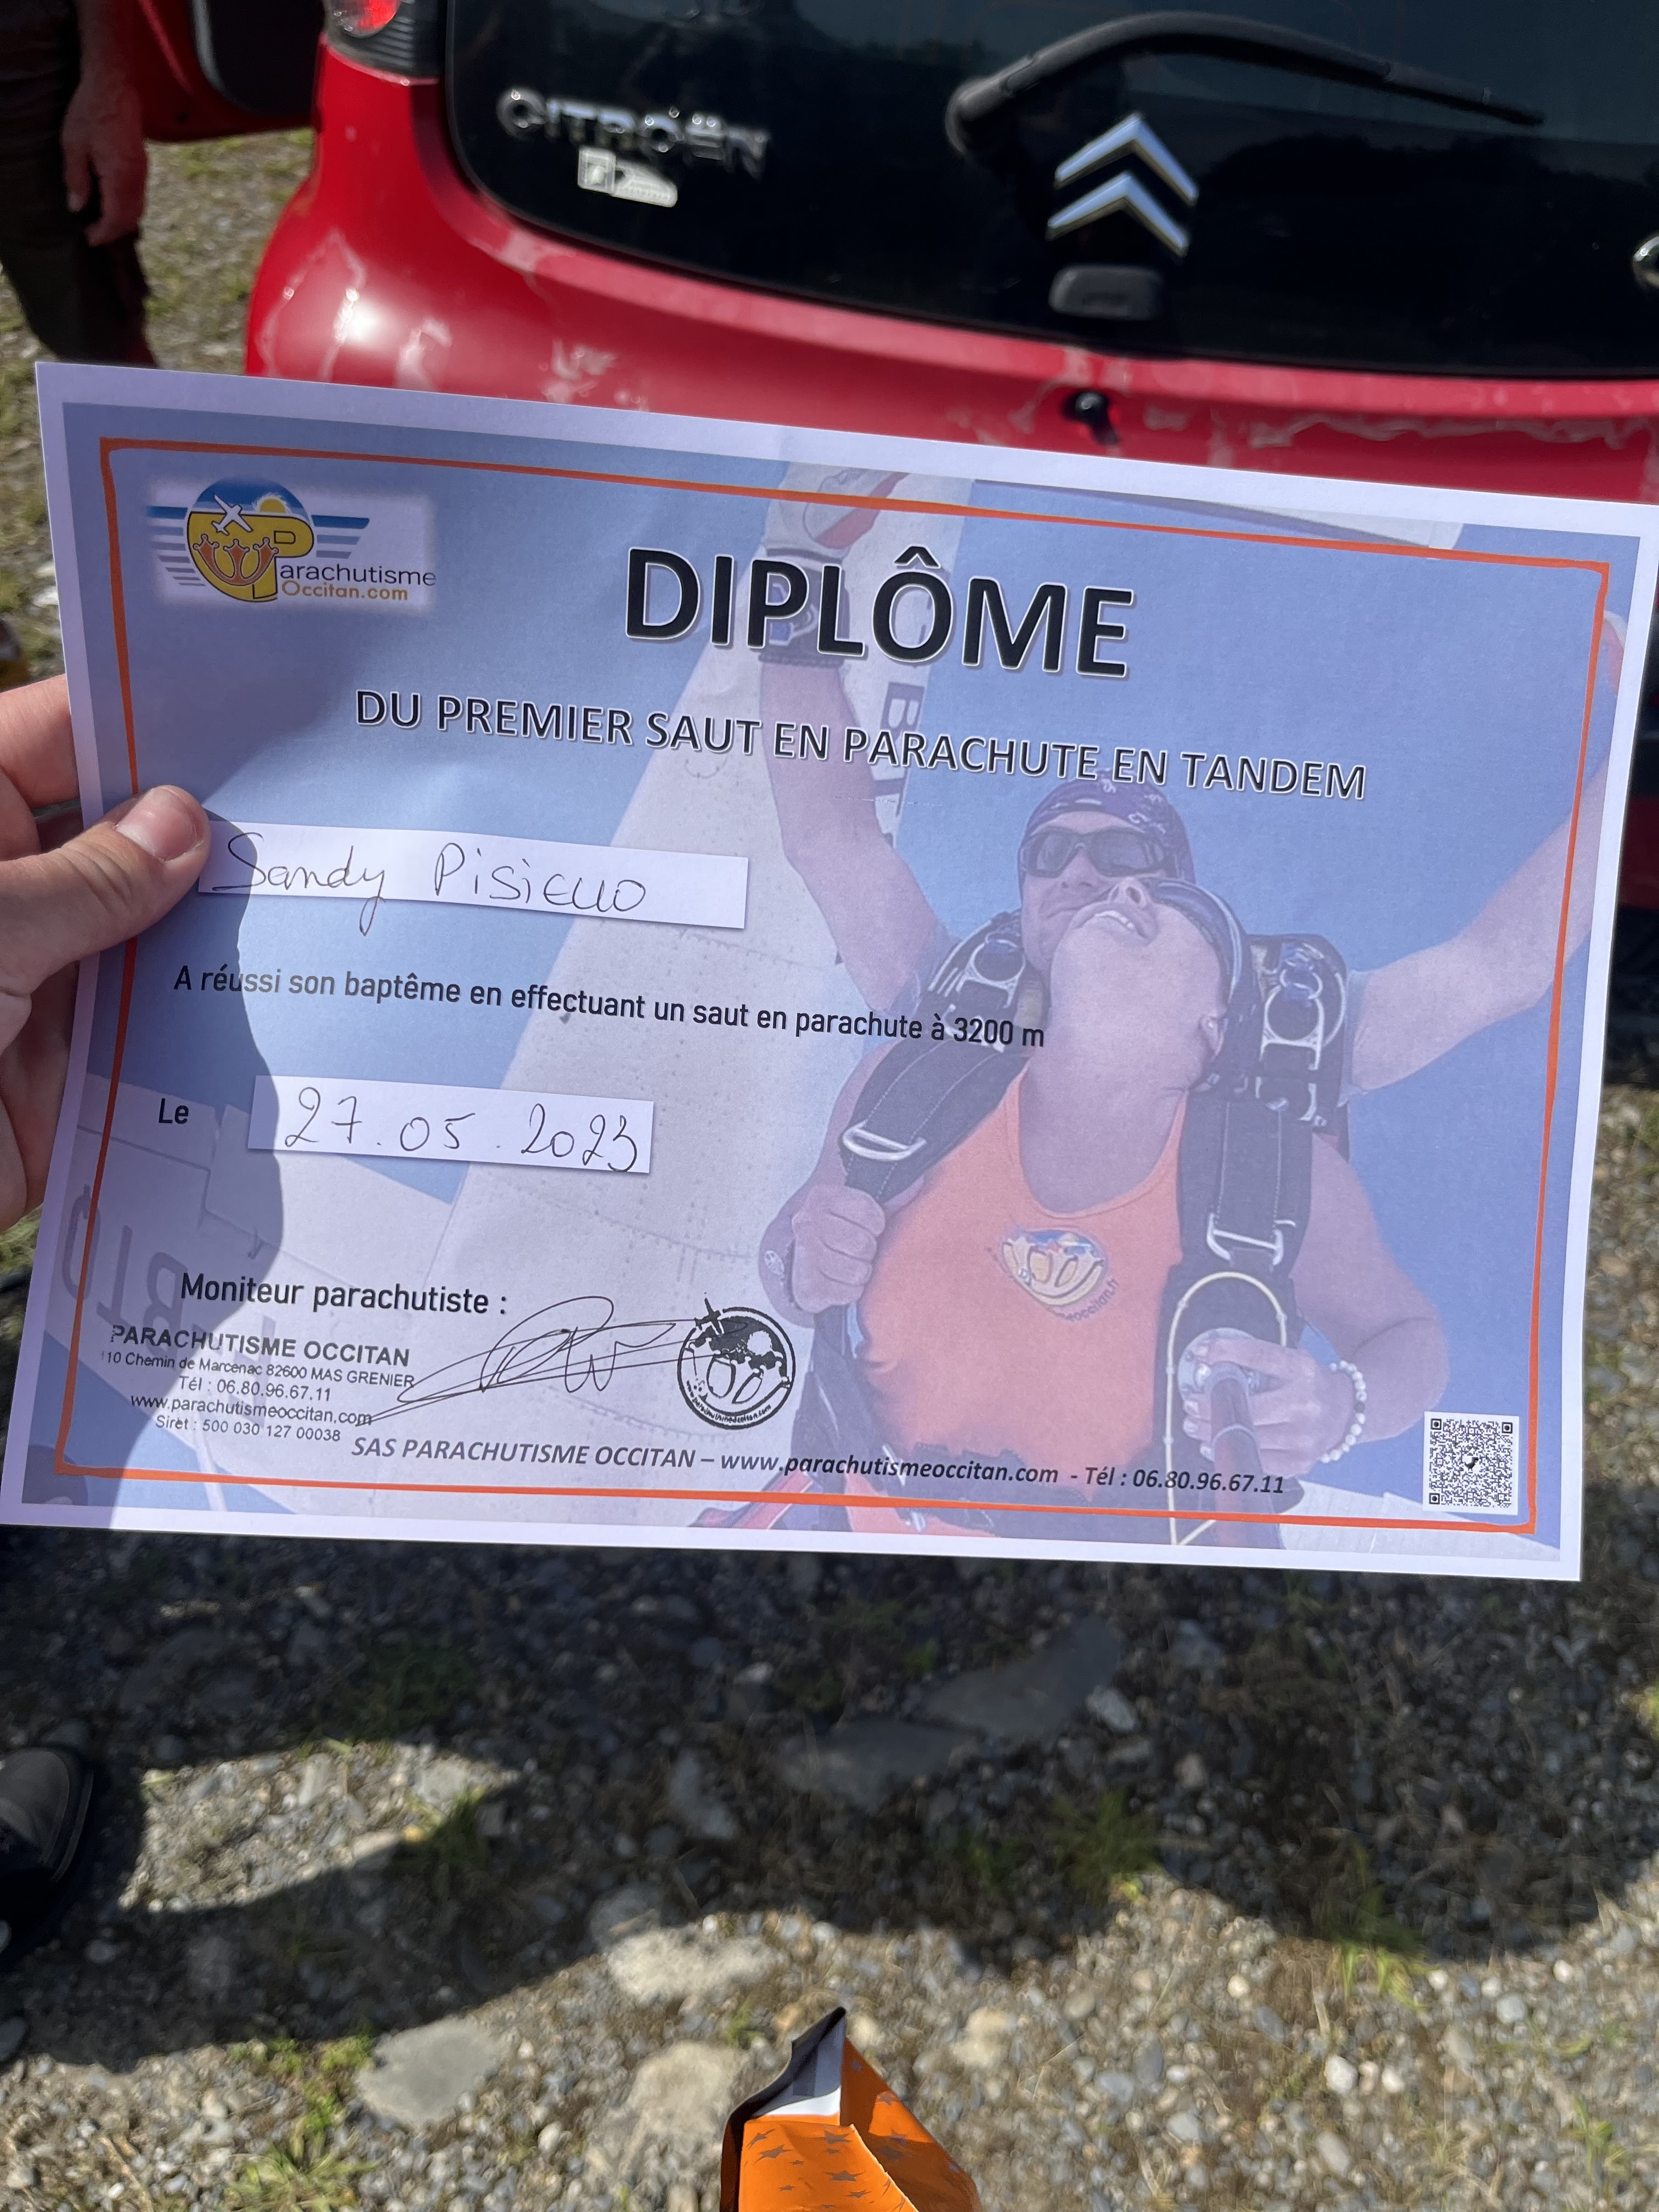 CITROËN
Parachutisme
Occitan.com
DIPLÔME
DU PREMIER SAUT EN PARACHUTE EN TANDEM
Sandy Pisiello
A réussi son baptême en effectuant un saut en parachute à 3200 m
Le 27.05.2023
Moniteur parachutiste :
PARACHUTISME OCCITAN
110 Chemin de Marcenac 82600 MAS GRENIER
Tél : 06.80.96.67.11
www.parachutismeoccitan.com
Siret : 500 030 127 00038
SAS PARACHUTISME OCCITAN – www.parachutismeoccitan.com - Tél : 06.80.96.67.11